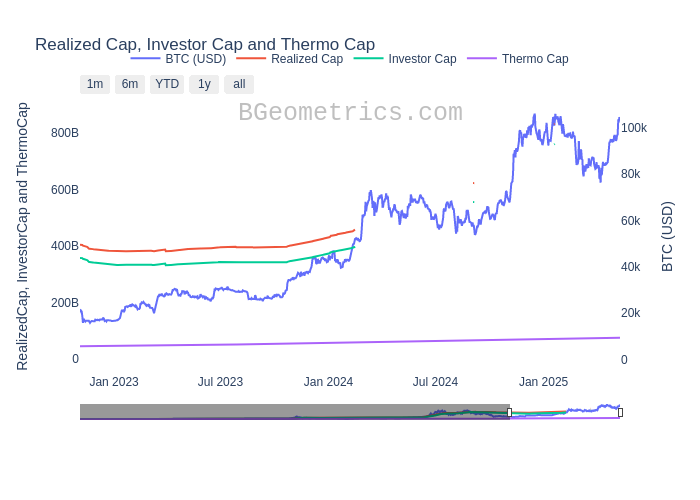 Realized Cap, Investor Cap and Thermo Cap
BTC (USD) Realized Cap Investor Cap Thermo Cap
1m 6m YTD 1y all
BGeometrics.com
RealizedCap, InvestorCap and ThermoCap
800B
600B
400B
200B
0
100k
80k
60k
40k
20k
0
BTC (USD)
Jan 2023 Jul 2023 Jan 2024 Jul 2024 Jan 2025